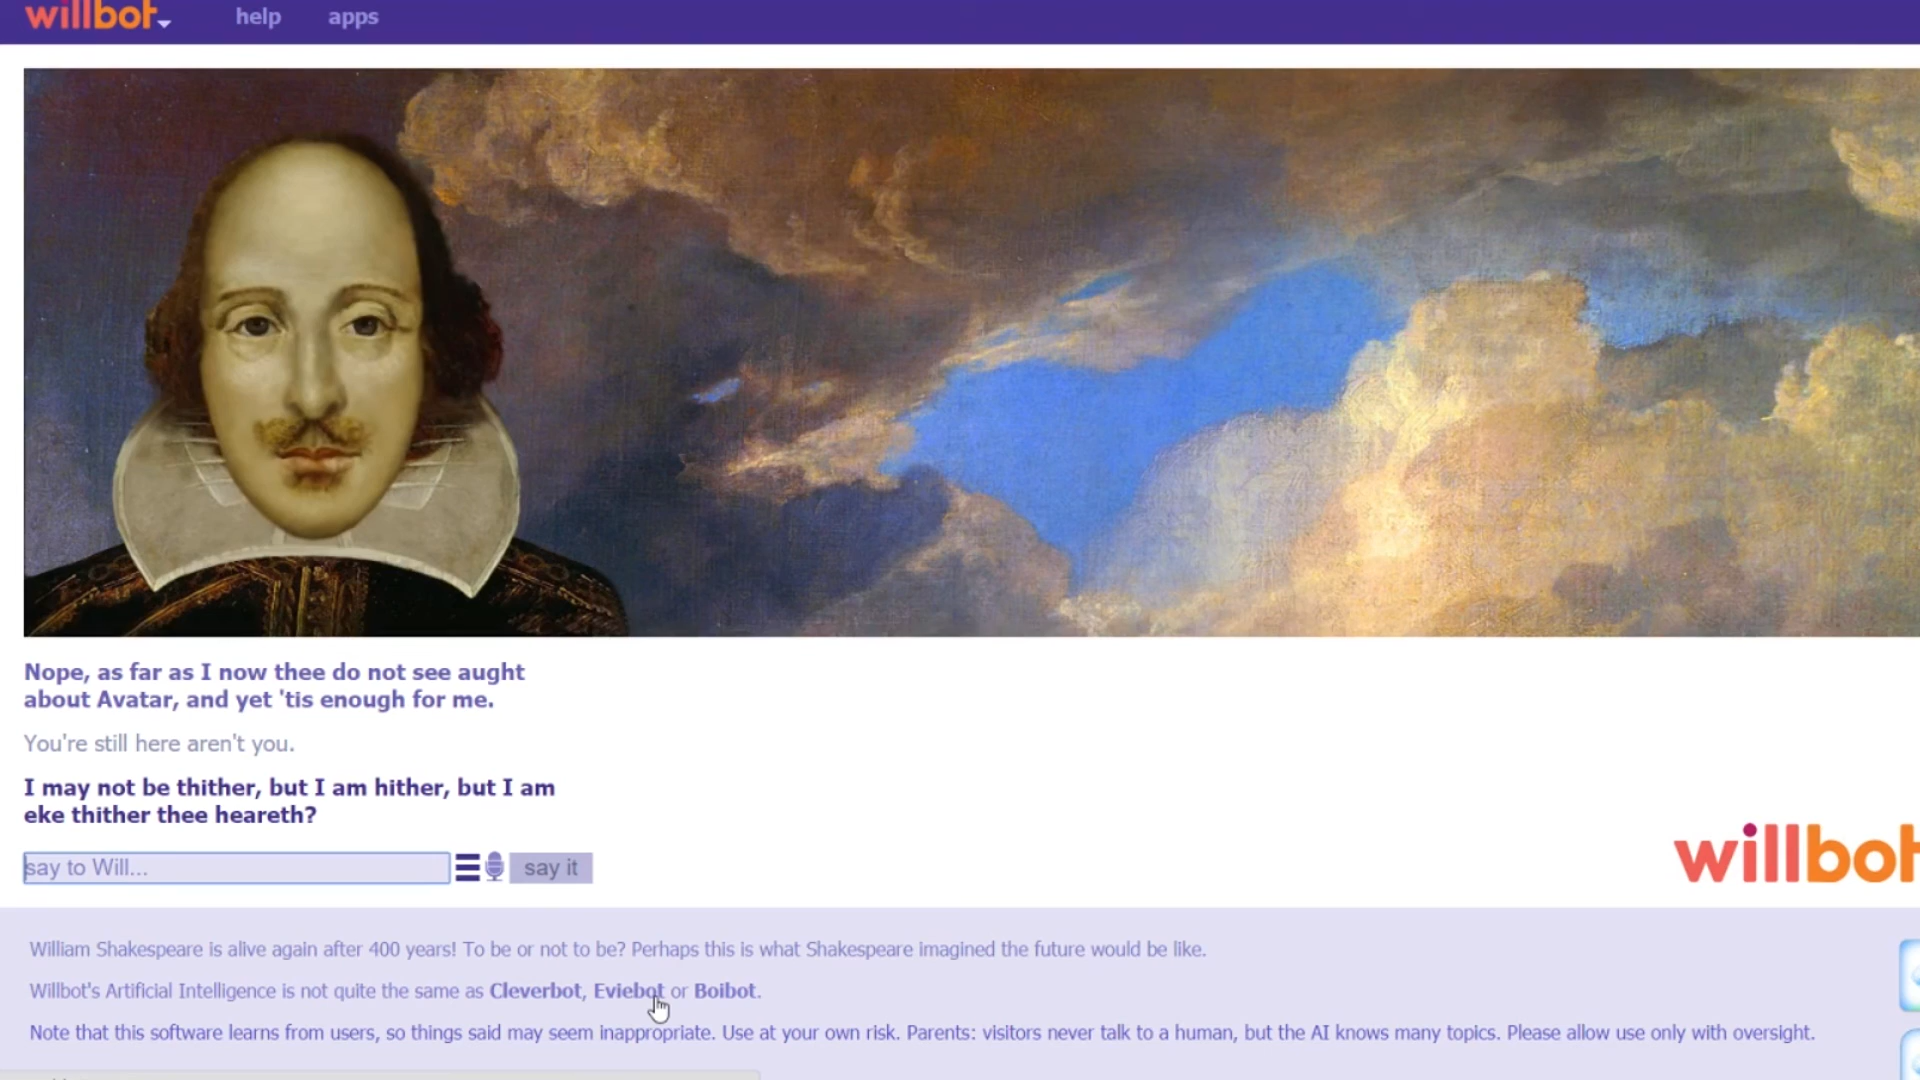 willbot
help
apps
Nope, as far as I now thee do not see aught
about Avatar, and yet 'tis enough for me.
You're still here aren't you.
I may not be thither, but I am hither, but I am
eke thither thee heareth?
say to Will...
say it
willbot
William Shakespeare is alive again after 400 years! To be or not to be? Perhaps this is what Shakespeare imagined the future would be like.
Willbot's Artificial Intelligence is not quite the same as Cleverbot, Eviebot or Boibot.
Note that this software learns from users, so things said may seem inappropriate. Use at your own risk. Parents: visitors never talk to a human, but the AI knows many topics. Please allow use only with oversight.